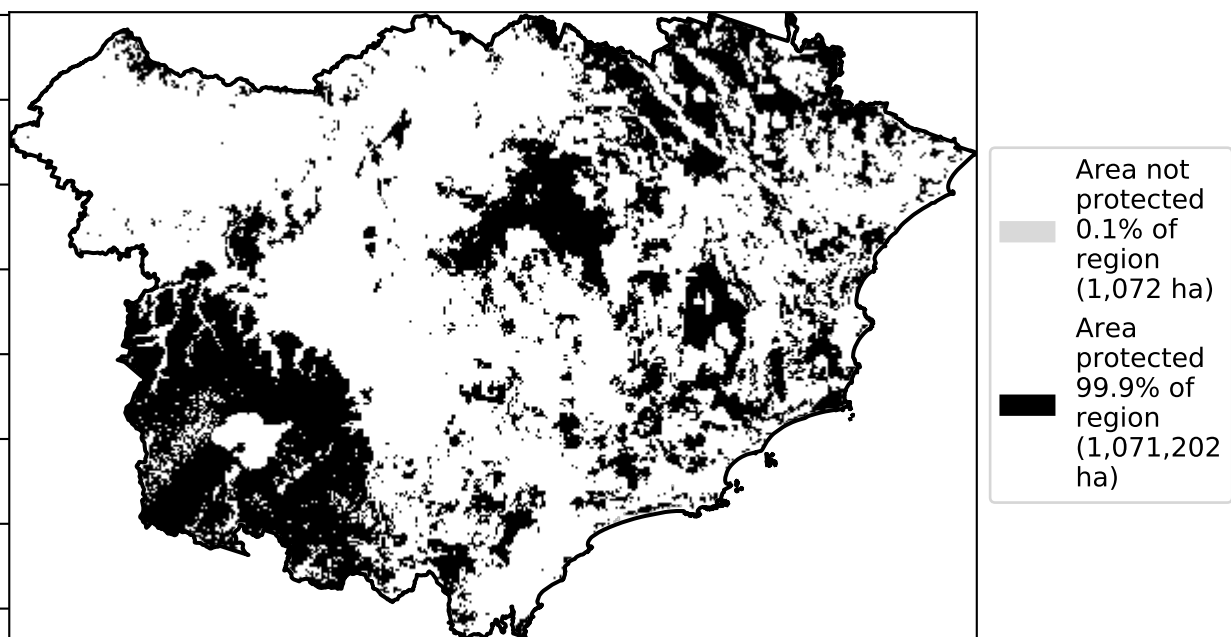 Area not
protected
0.1% of
region
(1,072 ha)
Area
protected
99.9% of
region
(1,071,202
ha)